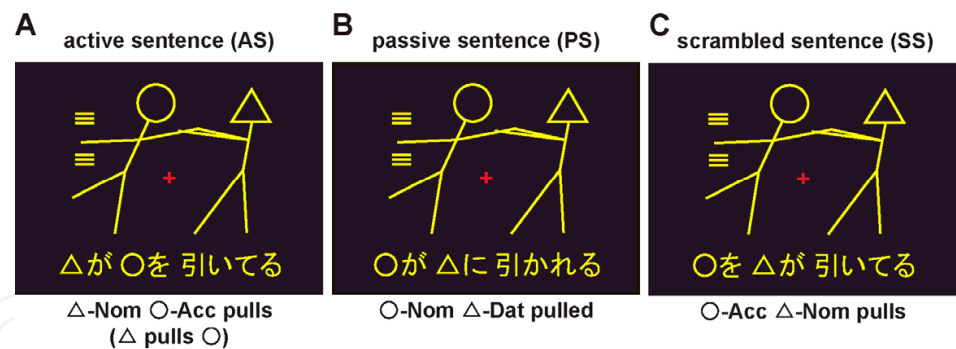 A
active sentence (AS)
△が ○を 引いてる
△-Nom ○-Acc pulls
(△ pulls ○)
B
passive sentence (PS)
○が △に 引かれる
○-Nom △-Dat pulled
C
scrambled sentence (SS)
○を △が 引いてる
○-Acc △-Nom pulls